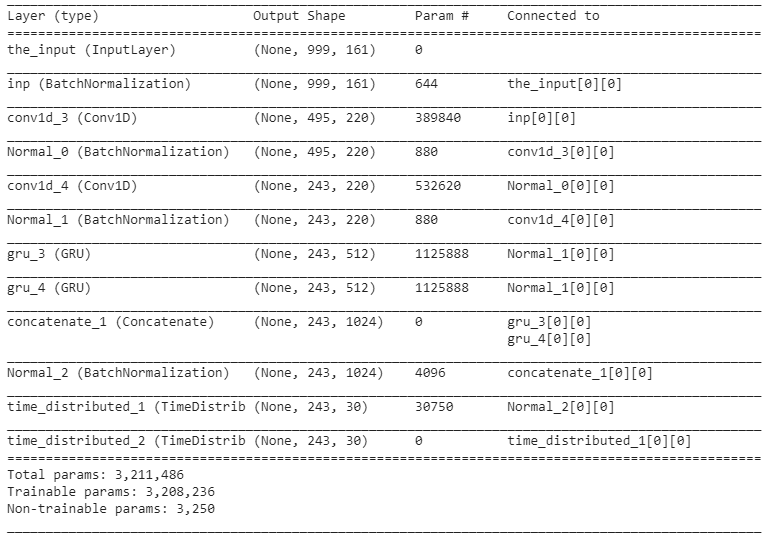 Layer (type) Output Shape Param # Connected to
the_input (InputLayer) (None, 999, 161) 0
inp (BatchNormalization) (None, 999, 161) 644 the_input[0][0]
conv1d_3 (Conv1D) (None, 495, 220) 389840 inp[0][0]
Normal_0 (BatchNormalization) (None, 495, 220) 880 conv1d_3[0][0]
conv1d_4 (Conv1D) (None, 243, 220) 532620 Normal_0[0][0]
Normal_1 (BatchNormalization) (None, 243, 220) 880 conv1d_4[0][0]
gru_3 (GRU) (None, 243, 512) 1125888 Normal_1[0][0]
gru_4 (GRU) (None, 243, 512) 1125888 Normal_1[0][0]
concatenate_1 (Concatenate) (None, 243, 1024) 0 gru_3[0][0]
gru_4[0][0]
Normal_2 (BatchNormalization) (None, 243, 1024) 4096 concatenate_1[0][0]
time_distributed_1 (TimeDistrib (None, 243, 30) 30750 Normal_2[0][0]
time_distributed_2 (TimeDistrib (None, 243, 30) 0 time_distributed_1[0][0]
Total params: 3,211,486
Trainable params: 3,208,236
Non-trainable params: 3,250